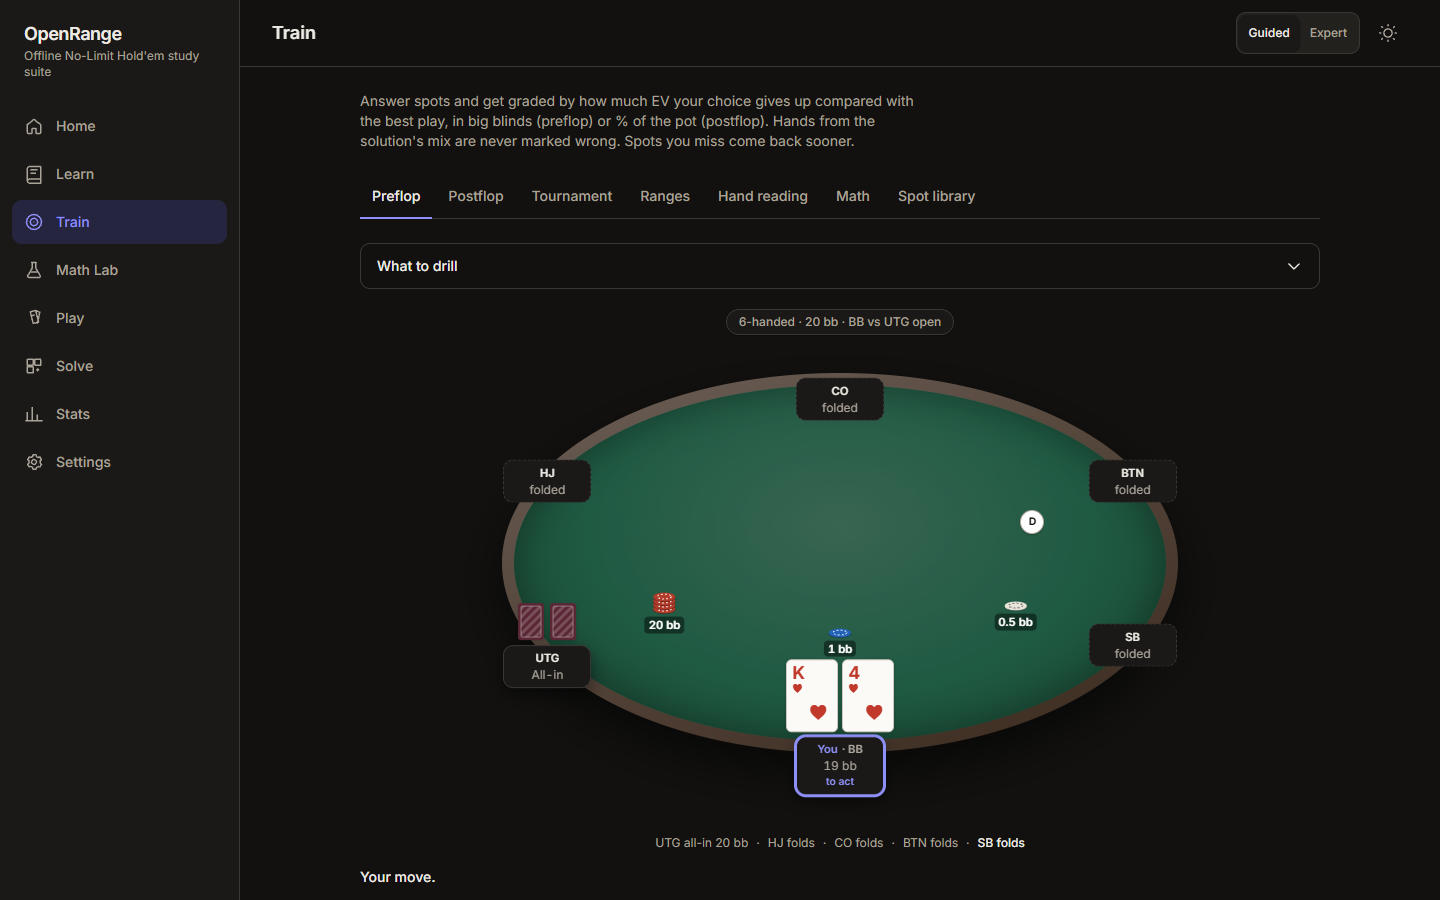 OpenRange
Offline No-Limit Hold'em study
suite
Home
Learn
Train
Math Lab
Play
Solve
Stats
Settings
Train
Guided
Expert
Answer spots and get graded by how much EV your choice gives up compared with
the best play, in big blinds (preflop) or % of the pot (postflop). Hands from the
solution's mix are never marked wrong. Spots you miss come back sooner.
Preflop
Postflop
Tournament
Ranges
Hand reading
Math
Spot library
What to drill
6-handed · 20 bb · BB vs UTG open
CO
folded
HJ
folded
BTN
folded
D
20 bb
0.5 bb
1 bb
UTG
All-in
SB
folded
K
4
You · BB
19 bb
to act
UTG all-in 20 bb · HJ folds · CO folds · BTN folds · SB folds
Your move.